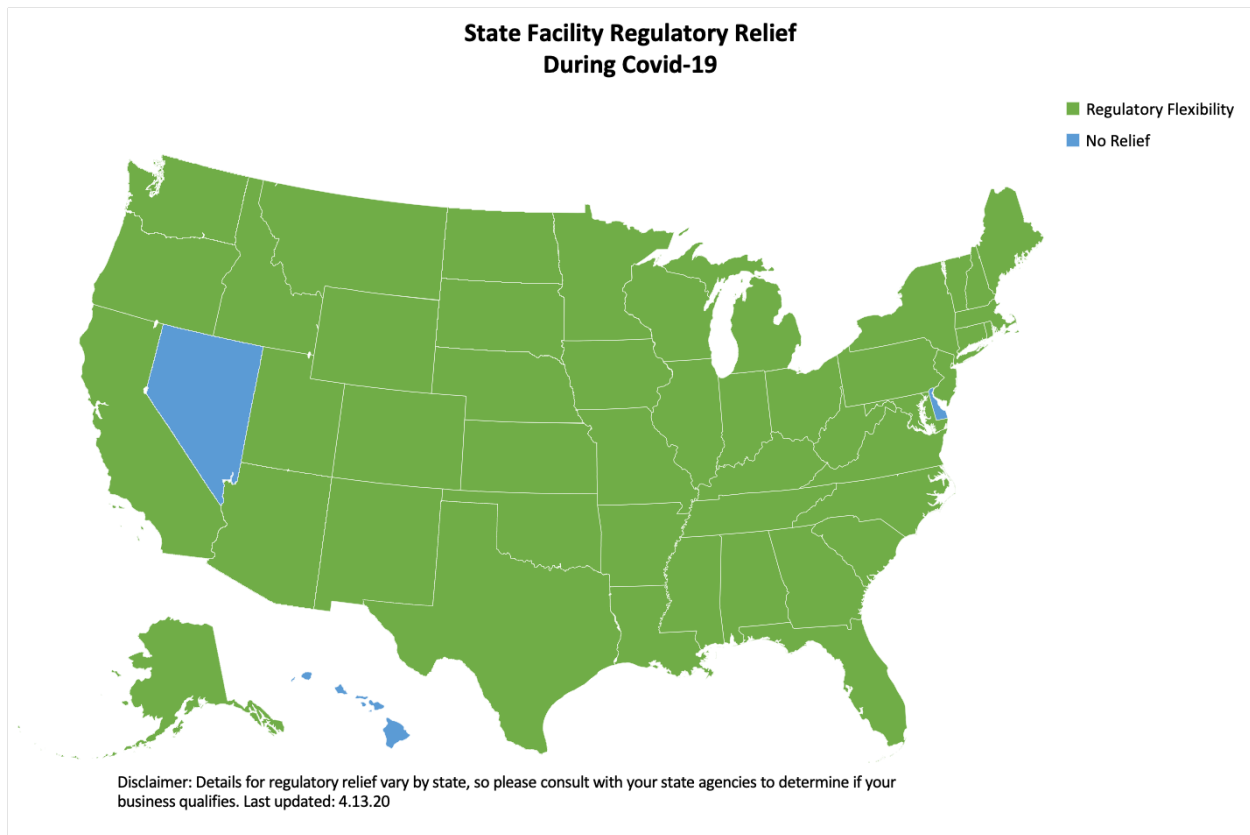 State Facility Regulatory Relief
During Covid-19
Regulatory Flexibility
No Relief
Disclaimer: Details for regulatory relief vary by state, so please consult with your state agencies to determine if your
business qualifies. Last updated: 4.13.20